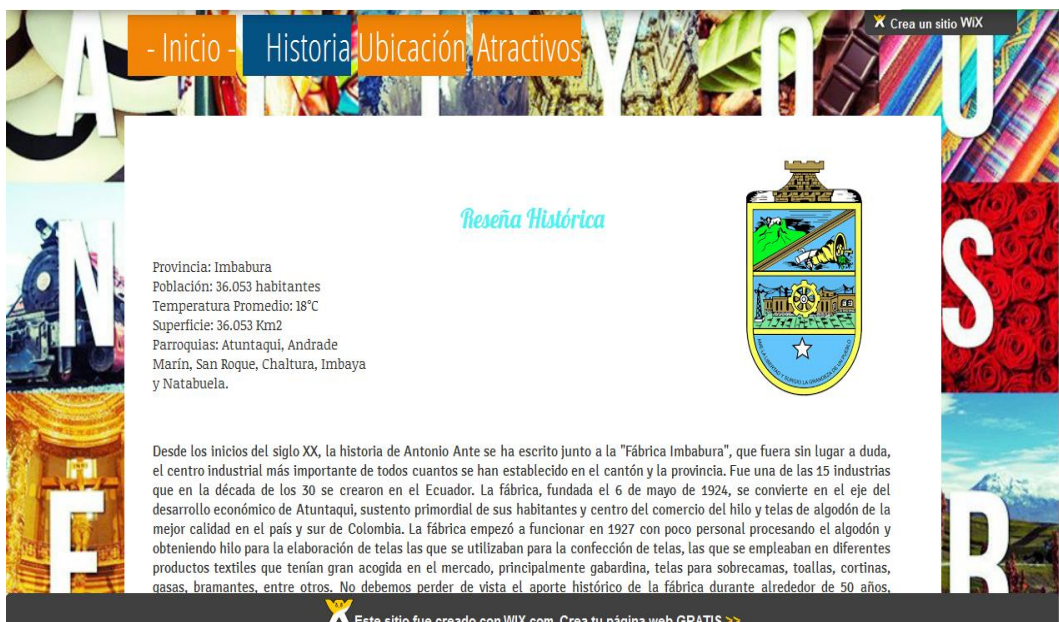 - Inicio -
Historia
Ubicación
Atractivos
Crea un sitio WiX
A L L Y O U
N
S
E
R
Reseña Histórica
Provincia: Imbabura
Población: 36.053 habitantes
Temperatura Promedio: 18°C
Superficie: 36.053 Km2
Parroquias: Atuntaqui, Andrade
Marín, San Roque, Chaltura, Imbaya
y Natabuela.
Desde los inicios del siglo XX, la historia de Antonio Ante se ha escrito junto a la "Fábrica Imbabura", que fuera sin lugar a duda,
el centro industrial más importante de todos cuantos se han establecido en el cantón y la provincia. Fue una de las 15 industrias
que en la década de los 30 se crearon en el Ecuador. La fábrica, fundada el 6 de mayo de 1924, se convierte en el eje del
desarrollo económico de Atuntaqui, sustento primordial de sus habitantes y centro del comercio del hilo y telas de algodón de la
mejor calidad en el país y sur de Colombia. La fábrica empezó a funcionar en 1927 con poco personal procesando el algodón y
obteniendo hilo para la elaboración de telas las que se utilizaban para la confección de telas, las que se empleaban en diferentes
productos textiles que tenían gran acogida en el mercado, principalmente gabardina, telas para sobrecamas, toallas, cortinas,
gasas, bramantes, entre otros. No debemos perder de vista el aporte histórico de la fábrica durante alrededor de 50 años,
Este sitio fue creado con WIX.com. Crea tu página web GRATIS >>